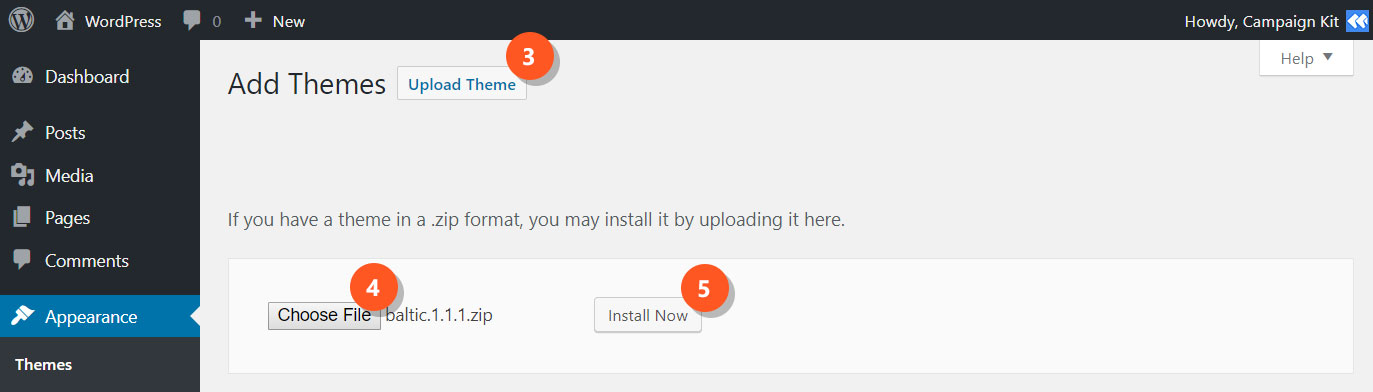 WordPress 0 New Howdy, Campaign Kit
3
Help
Dashboard
Add Themes Upload Theme
Posts
Media
Pages
If you have a theme in a .zip format, you may install it by uploading it here.
Comments
4 5
Appearance
Choose File baltic.1.1.1.zip Install Now
Themes